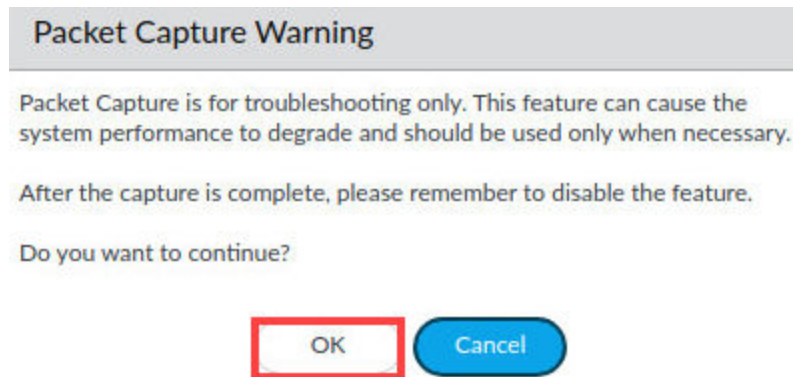 Packet Capture Warning
Packet Capture is for troubleshooting only. This feature can cause the
system performance to degrade and should be used only when necessary.
After the capture is complete, please remember to disable the feature.
Do you want to continue?
OK
Cancel